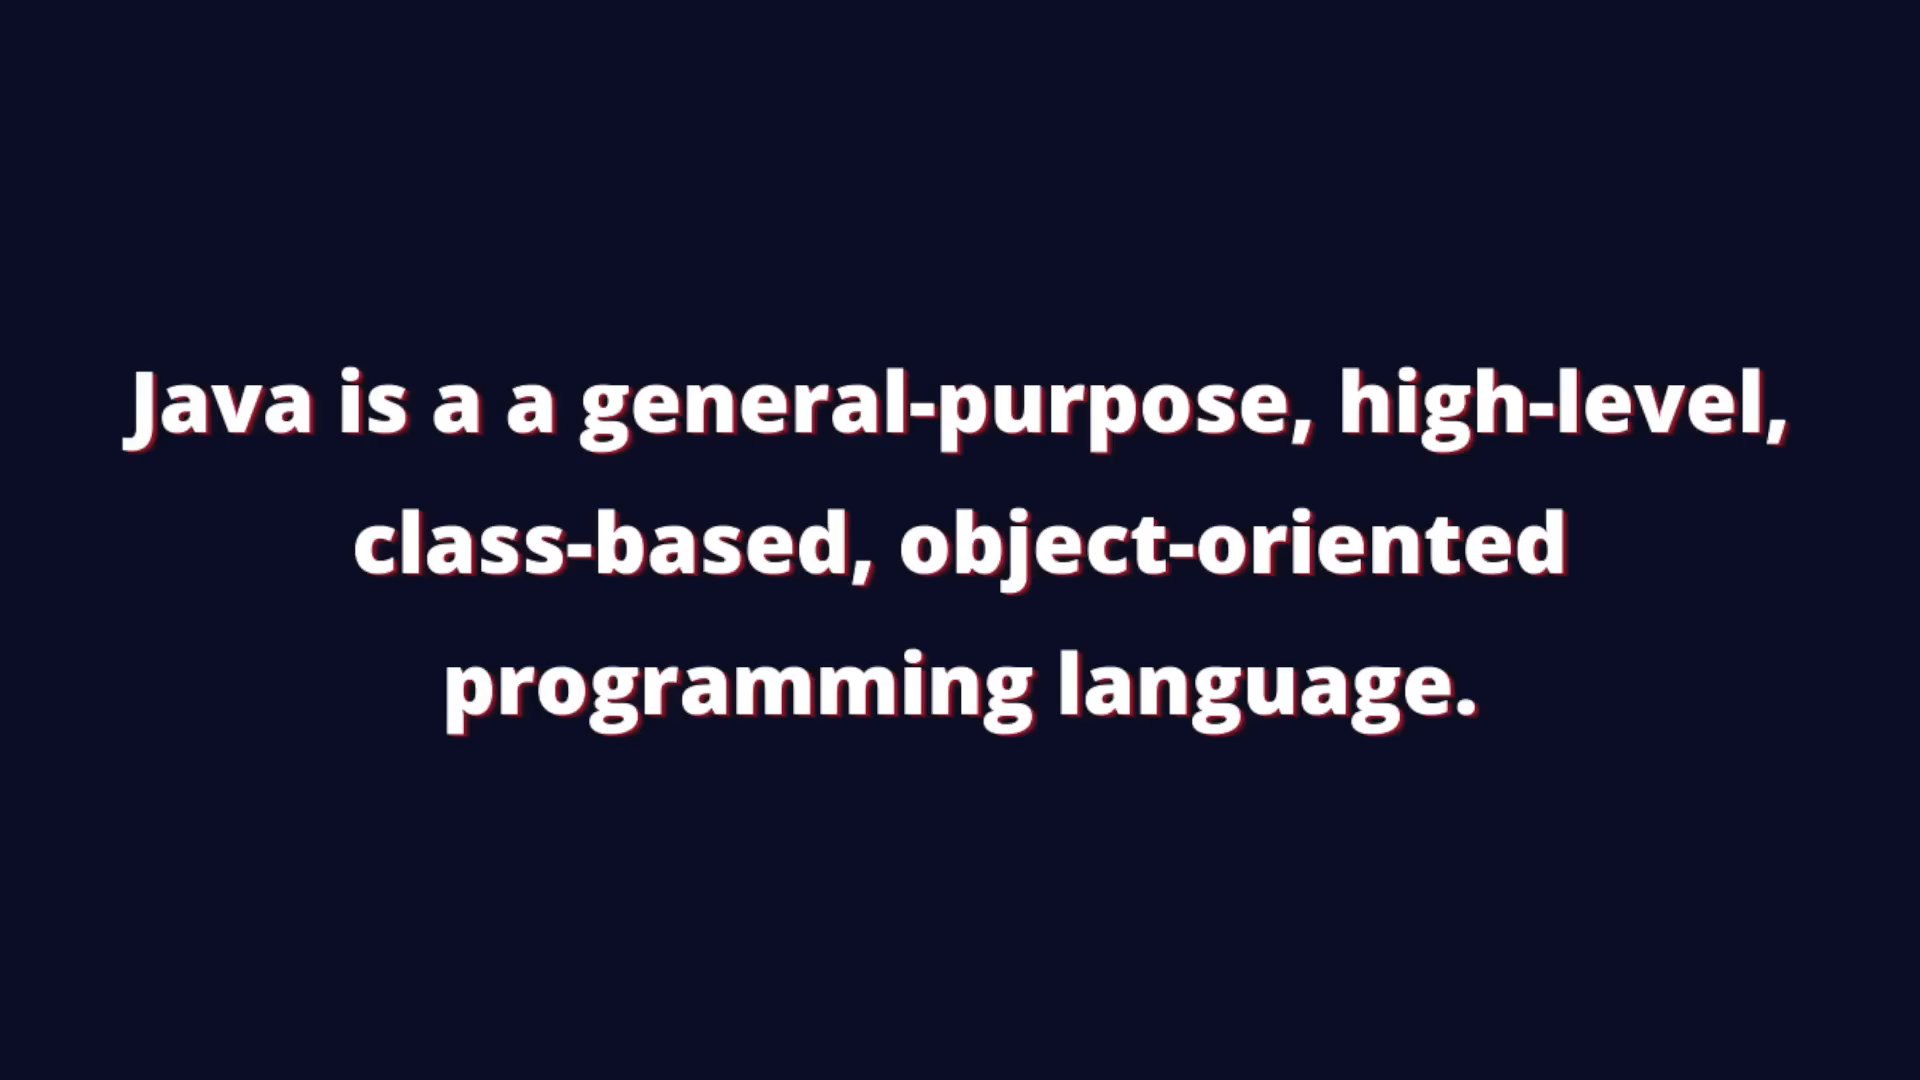 Java is a a general-purpose, high-level,
class-based, object-oriented
programming language.